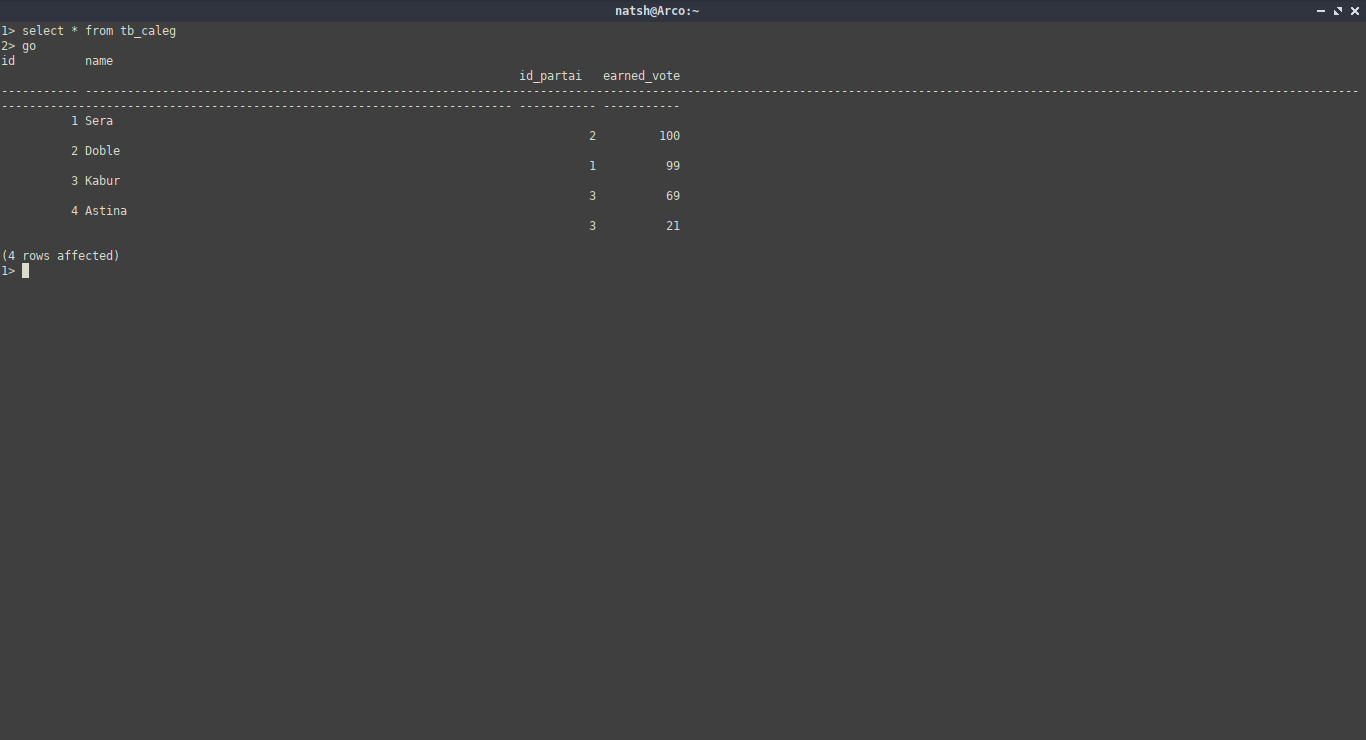 natsh@Arco:~
1> select * from tb_caleg
2> go
id          name
id_partai   earned_vote
----------- --------------------------------------------------------------------------------------------------------------------------------------------------------------------------------------
------------------------------------------------------------------------- ----------- -----------
1 Sera
2         100
2 Doble
1          99
3 Kabur
3          69
4 Astina
3          21
(4 rows affected)
1>